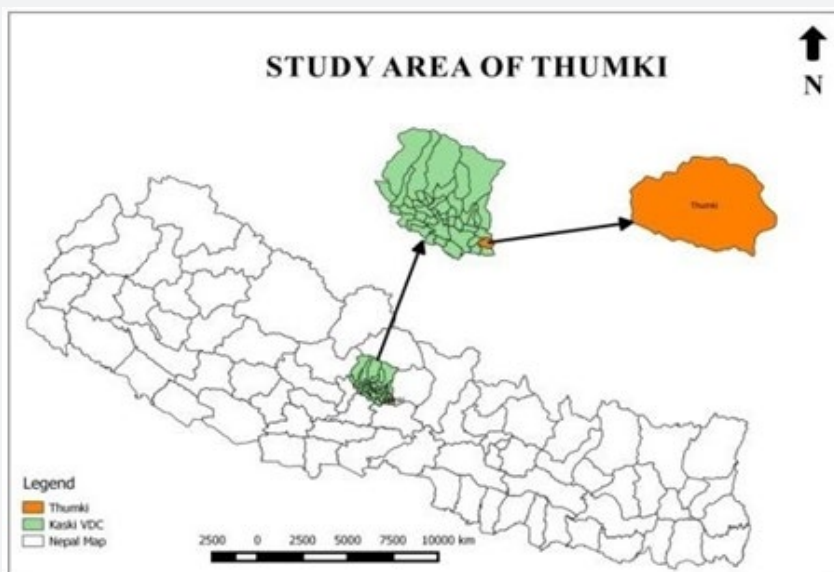 STUDY AREA OF THUMKI
N
Thumki
Legend
Thumki
Kaski VDC
Nepal Map
2500 0 2500 5000 7500 10000 km